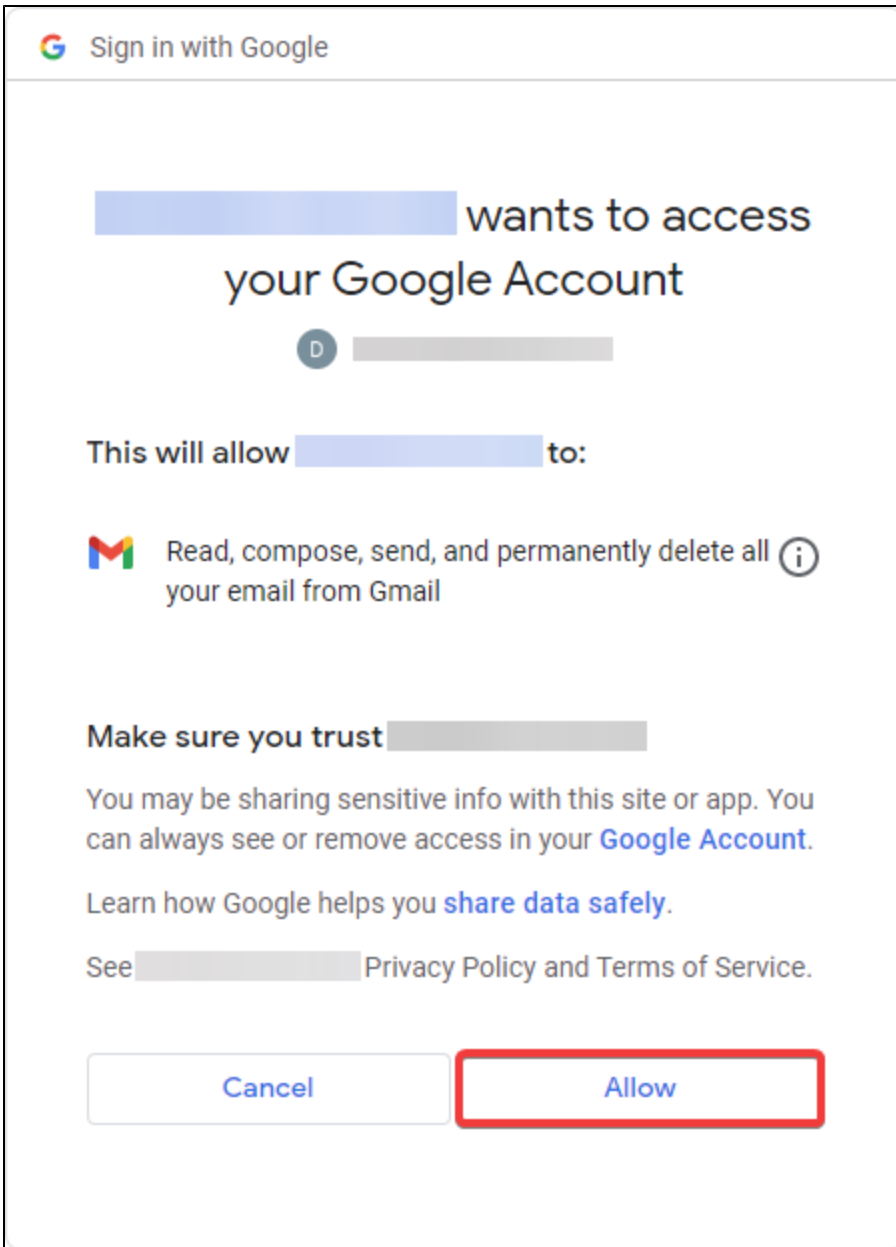 Sign in with Google
wants to access
your Google Account
D
This will allow to:
Read, compose, send, and permanently delete all
your email from Gmail
Make sure you trust
You may be sharing sensitive info with this site or app. You
can always see or remove access in your Google Account.
Learn how Google helps you share data safely.
See Privacy Policy and Terms of Service.
Cancel Allow